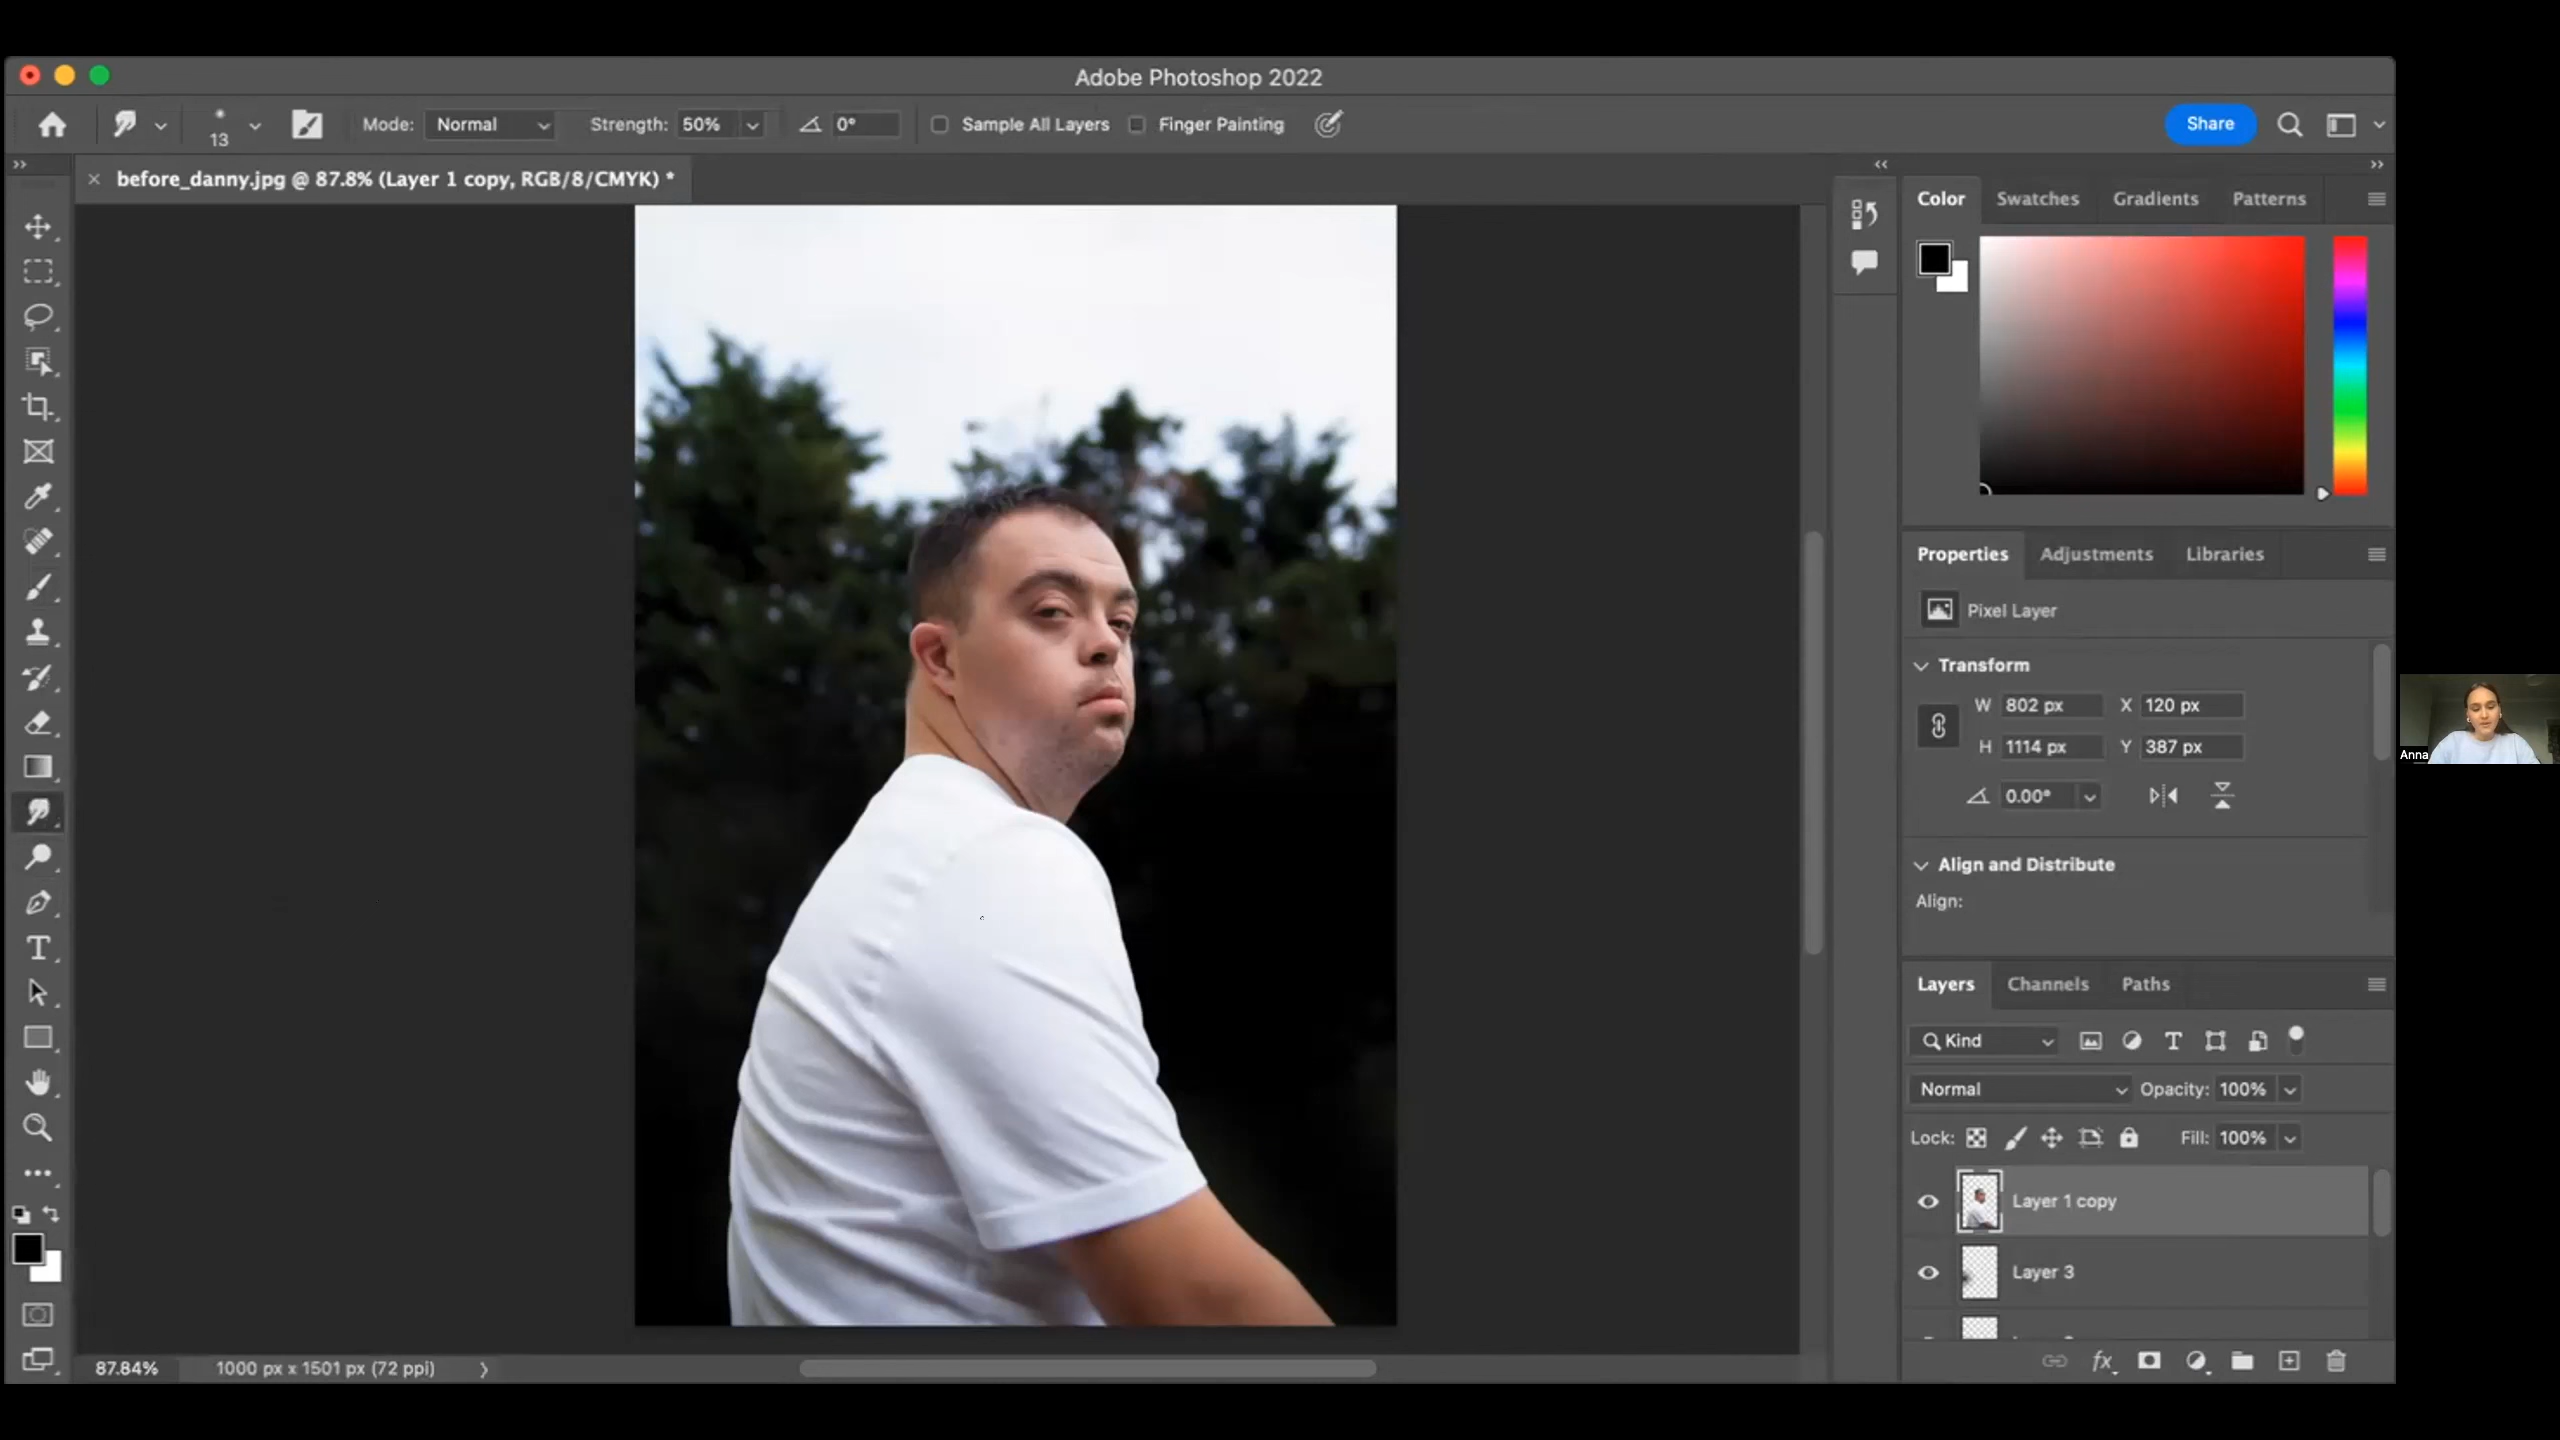 Adobe Photoshop 2022
13
Mode: Normal
Strength: 50%
0°
Sample All Layers
Finger Painting
Share
before_danny.jpg @ 87.8% (Layer 1 copy, RGB/8/CMYK) *
Color
Swatches
Gradients
Patterns
Properties
Adjustments
Libraries
Pixel Layer
Transform
W 802 px X 120 px
H 1114 px Y 387 px
0.00°
Anna
Align and Distribute
Align:
Layers
Channels
Paths
Kind
Normal
Opacity: 100%
Lock:
Fill: 100%
Layer 1 copy
Layer 3
fx
87.84%
1000 px x 1501 px (72 ppi)